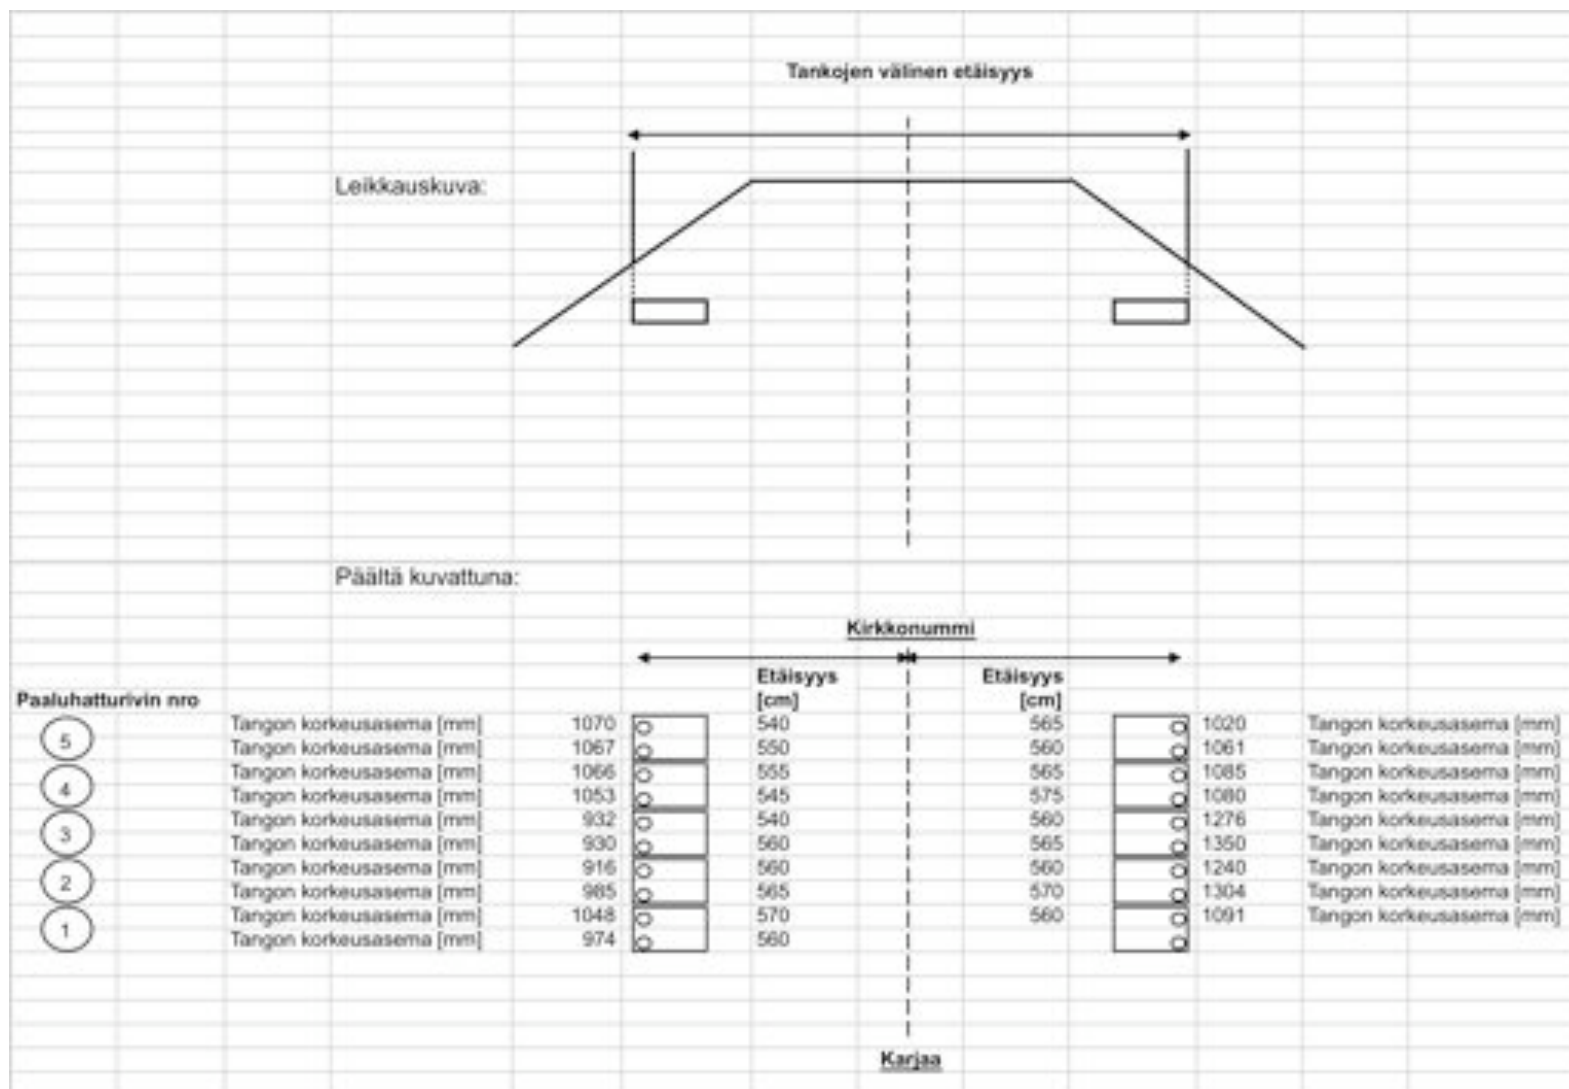 Tankojen välinen etäisyys
Leikkauskuva:
Päältä kuvattuna:
Kirkkonummi
Etäisyys Etäisyys
Paaluhatturivin nro [cm] [cm]
5 Tangon korkeusasema [mm] 1070 540 565 1020 Tangon korkeusasema [mm]
Tangon korkeusasema [mm] 1067 550 560 1061 Tangon korkeusasema [mm]
4 Tangon korkeusasema [mm] 1066 555 565 1085 Tangon korkeusasema [mm]
Tangon korkeusasema [mm] 1053 545 575 1080 Tangon korkeusasema [mm]
3 Tangon korkeusasema [mm] 932 540 560 1276 Tangon korkeusasema [mm]
Tangon korkeusasema [mm] 930 560 565 1350 Tangon korkeusasema [mm]
2 Tangon korkeusasema [mm] 916 560 560 1240 Tangon korkeusasema [mm]
Tangon korkeusasema [mm] 985 565 570 1304 Tangon korkeusasema [mm]
1 Tangon korkeusasema [mm] 1048 570 560 1091 Tangon korkeusasema [mm]
Tangon korkeusasema [mm] 974 560
Karjaa